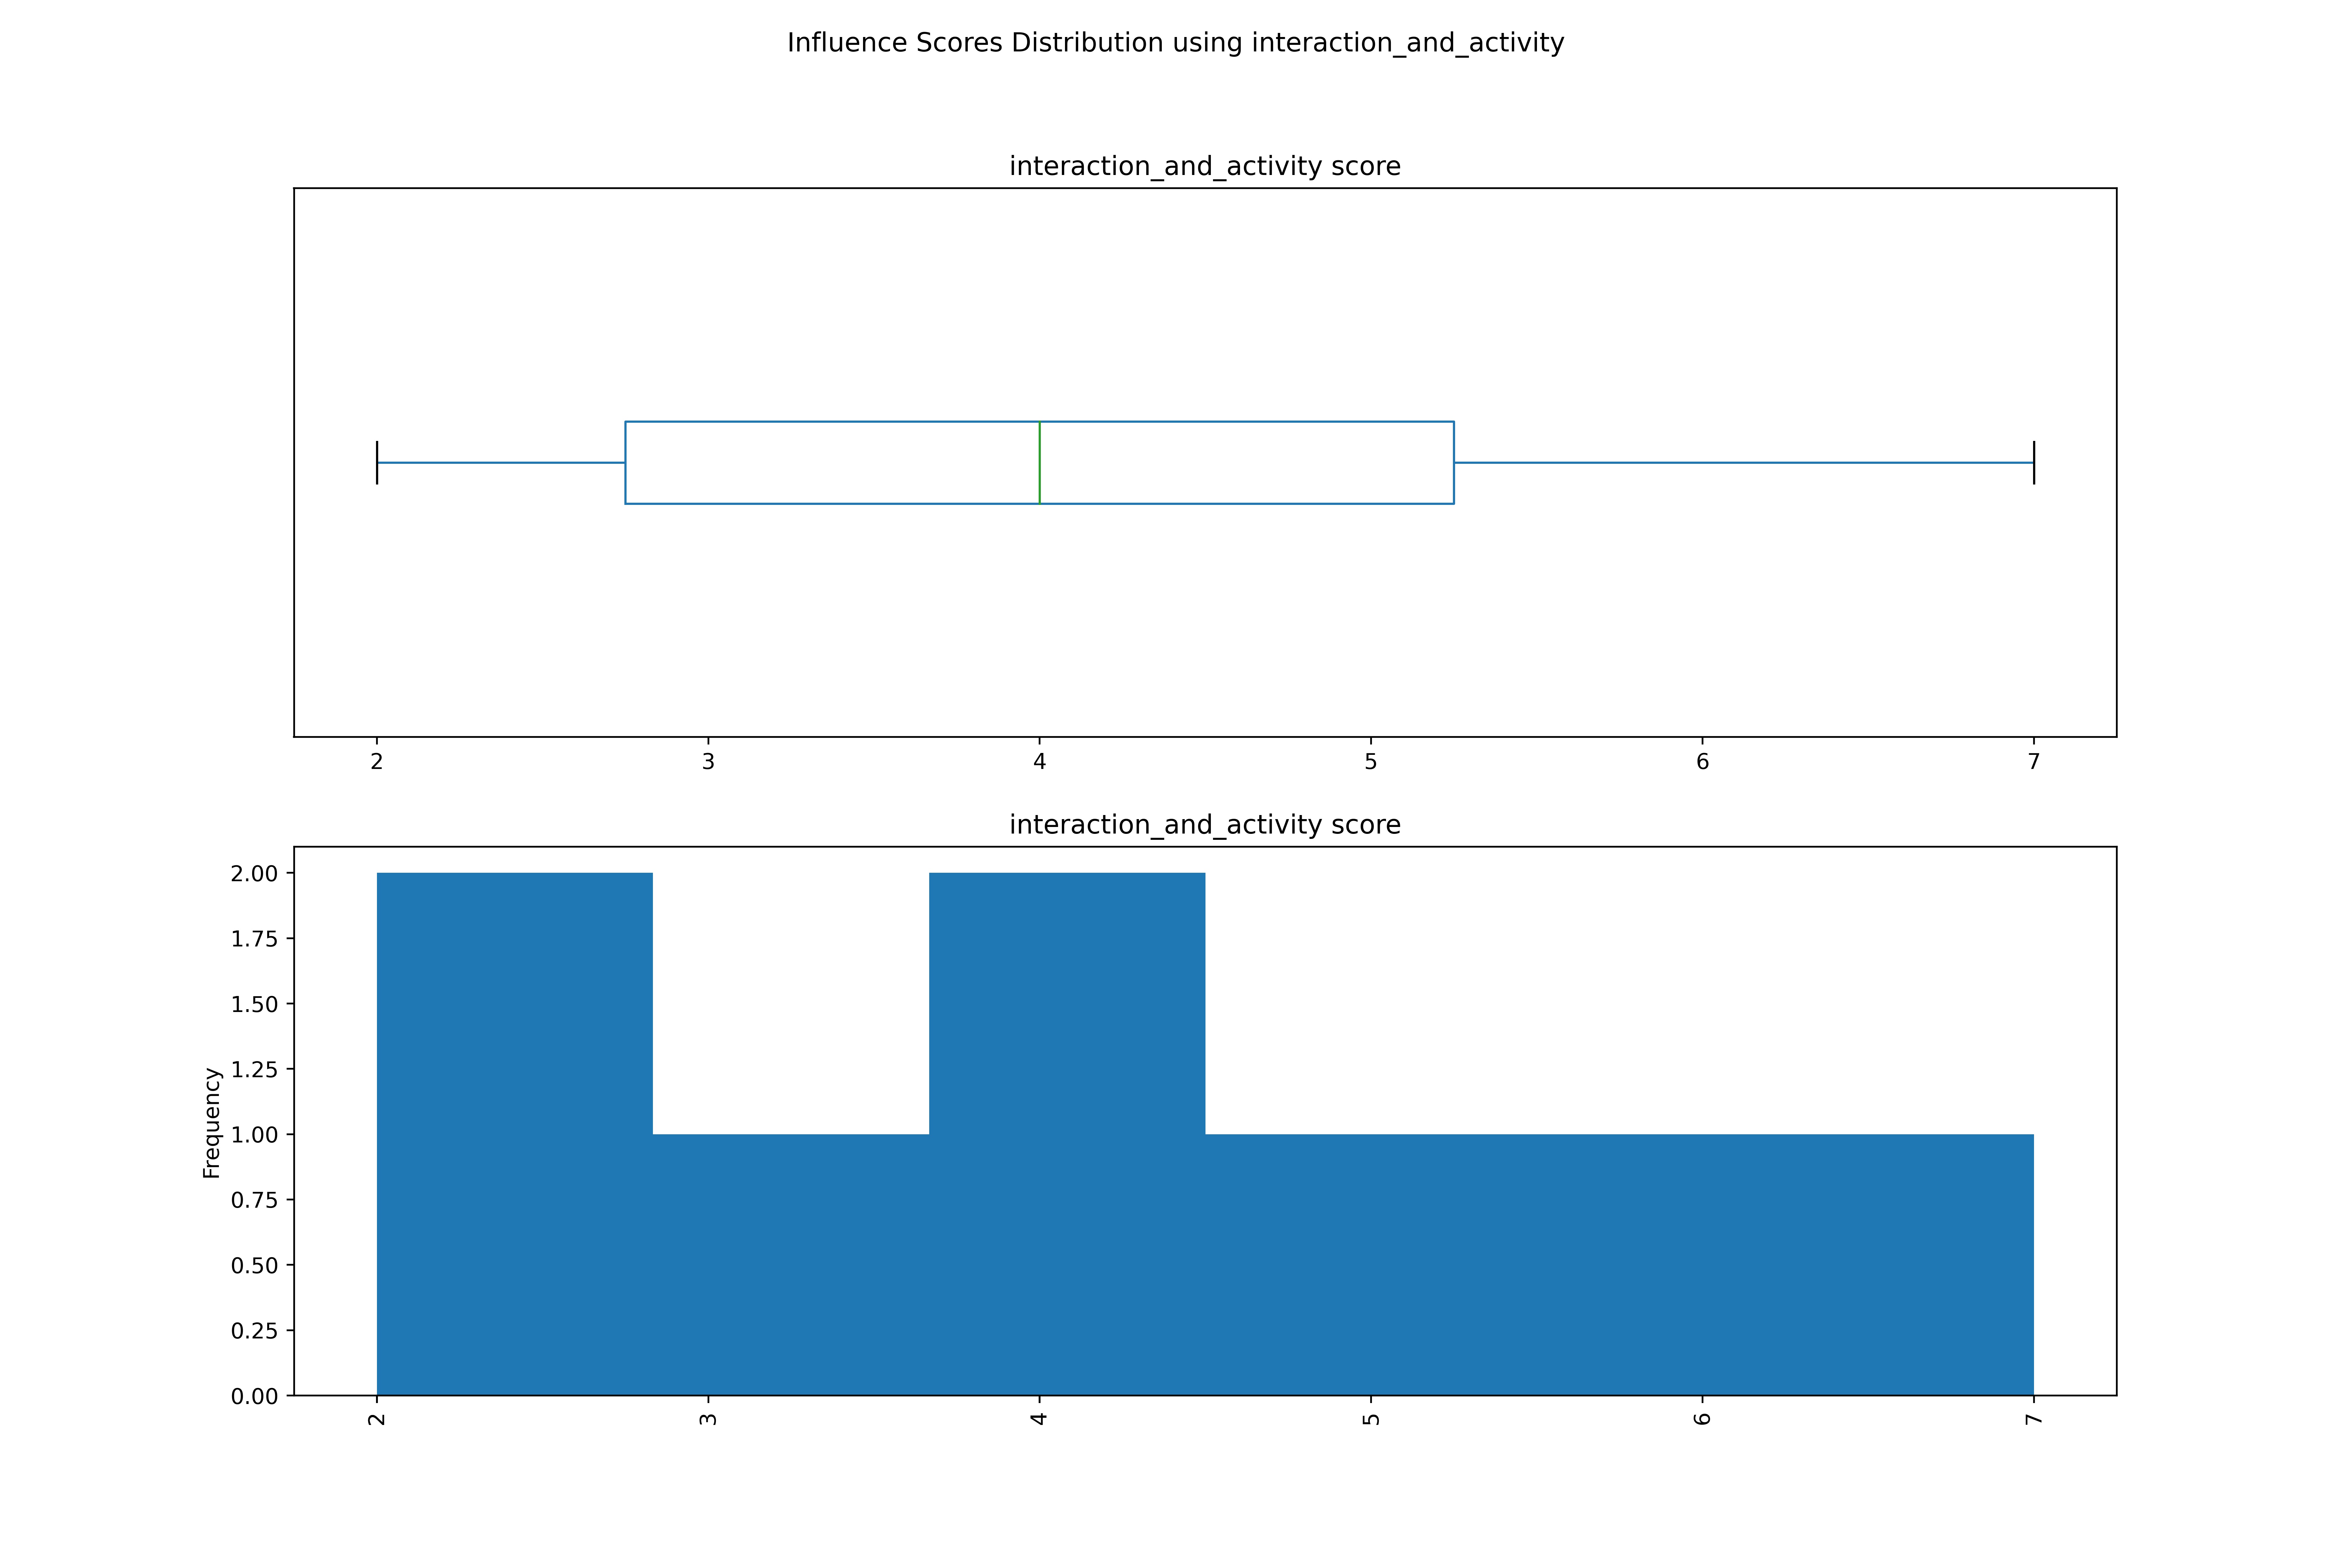 Influence Scores Distribution using interaction_and_activity
interaction_and_activity score
2 3 4 5 6 7
interaction_and_activity score
Frequency
2.00
1.75
1.50
1.25
1.00
0.75
0.50
0.25
0.00
2 3 4 5 6 7